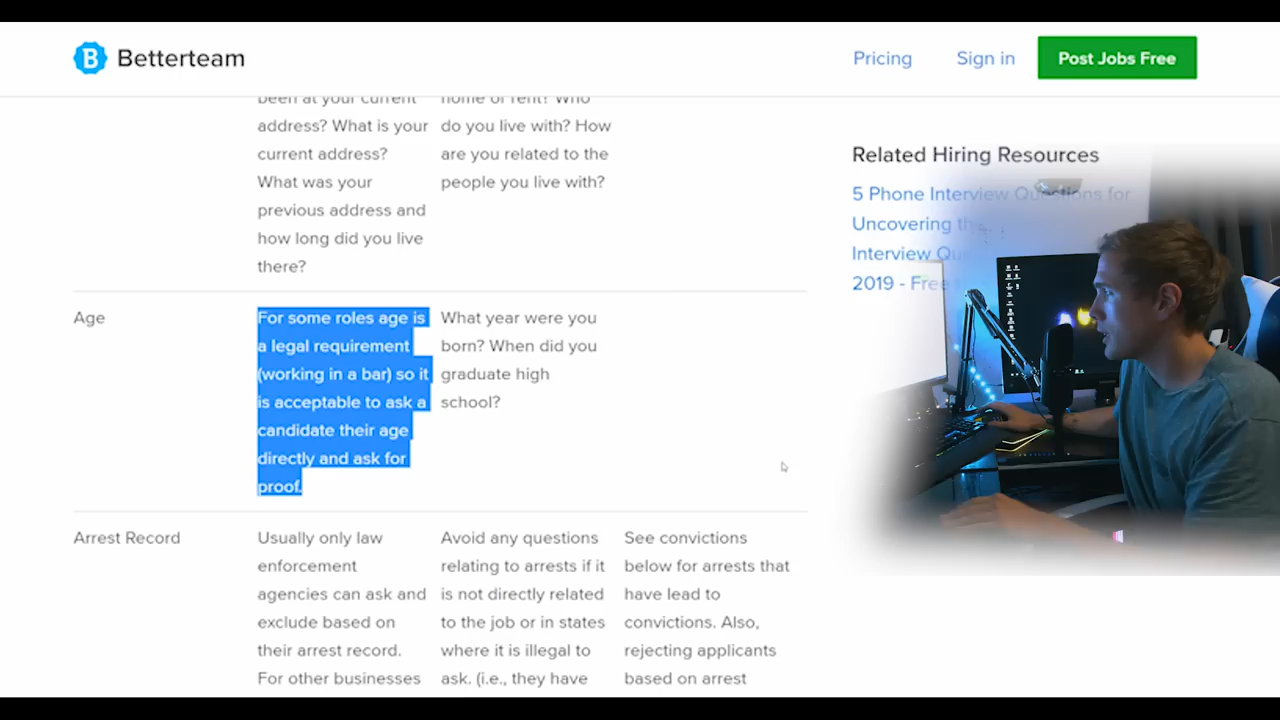 Betterteam
Pricing
Sign in
Post Jobs Free
been at your current
address? What is your
current address?
What was your
previous address and
how long did you live
there?
home or rent? Who
do you live with? How
are you related to the
people you live with?
Age
For some roles age is
a legal requirement
(working in a bar) so it
is acceptable to ask a
candidate their age
directly and ask for
proof.
What year were you
born? When did you
graduate high
school?
Arrest Record
Usually only law
enforcement
agencies can ask and
exclude based on
their arrest record.
For other businesses
Avoid any questions
relating to arrests if it
is not directly related
to the job or in states
where it is illegal to
ask. (i.e., they have
See convictions
below for arrests that
have lead to
convictions. Also,
rejecting applicants
based on arrest
Related Hiring Resources
5 Phone Interview Questions for
Uncovering
Interview
2019 - Free